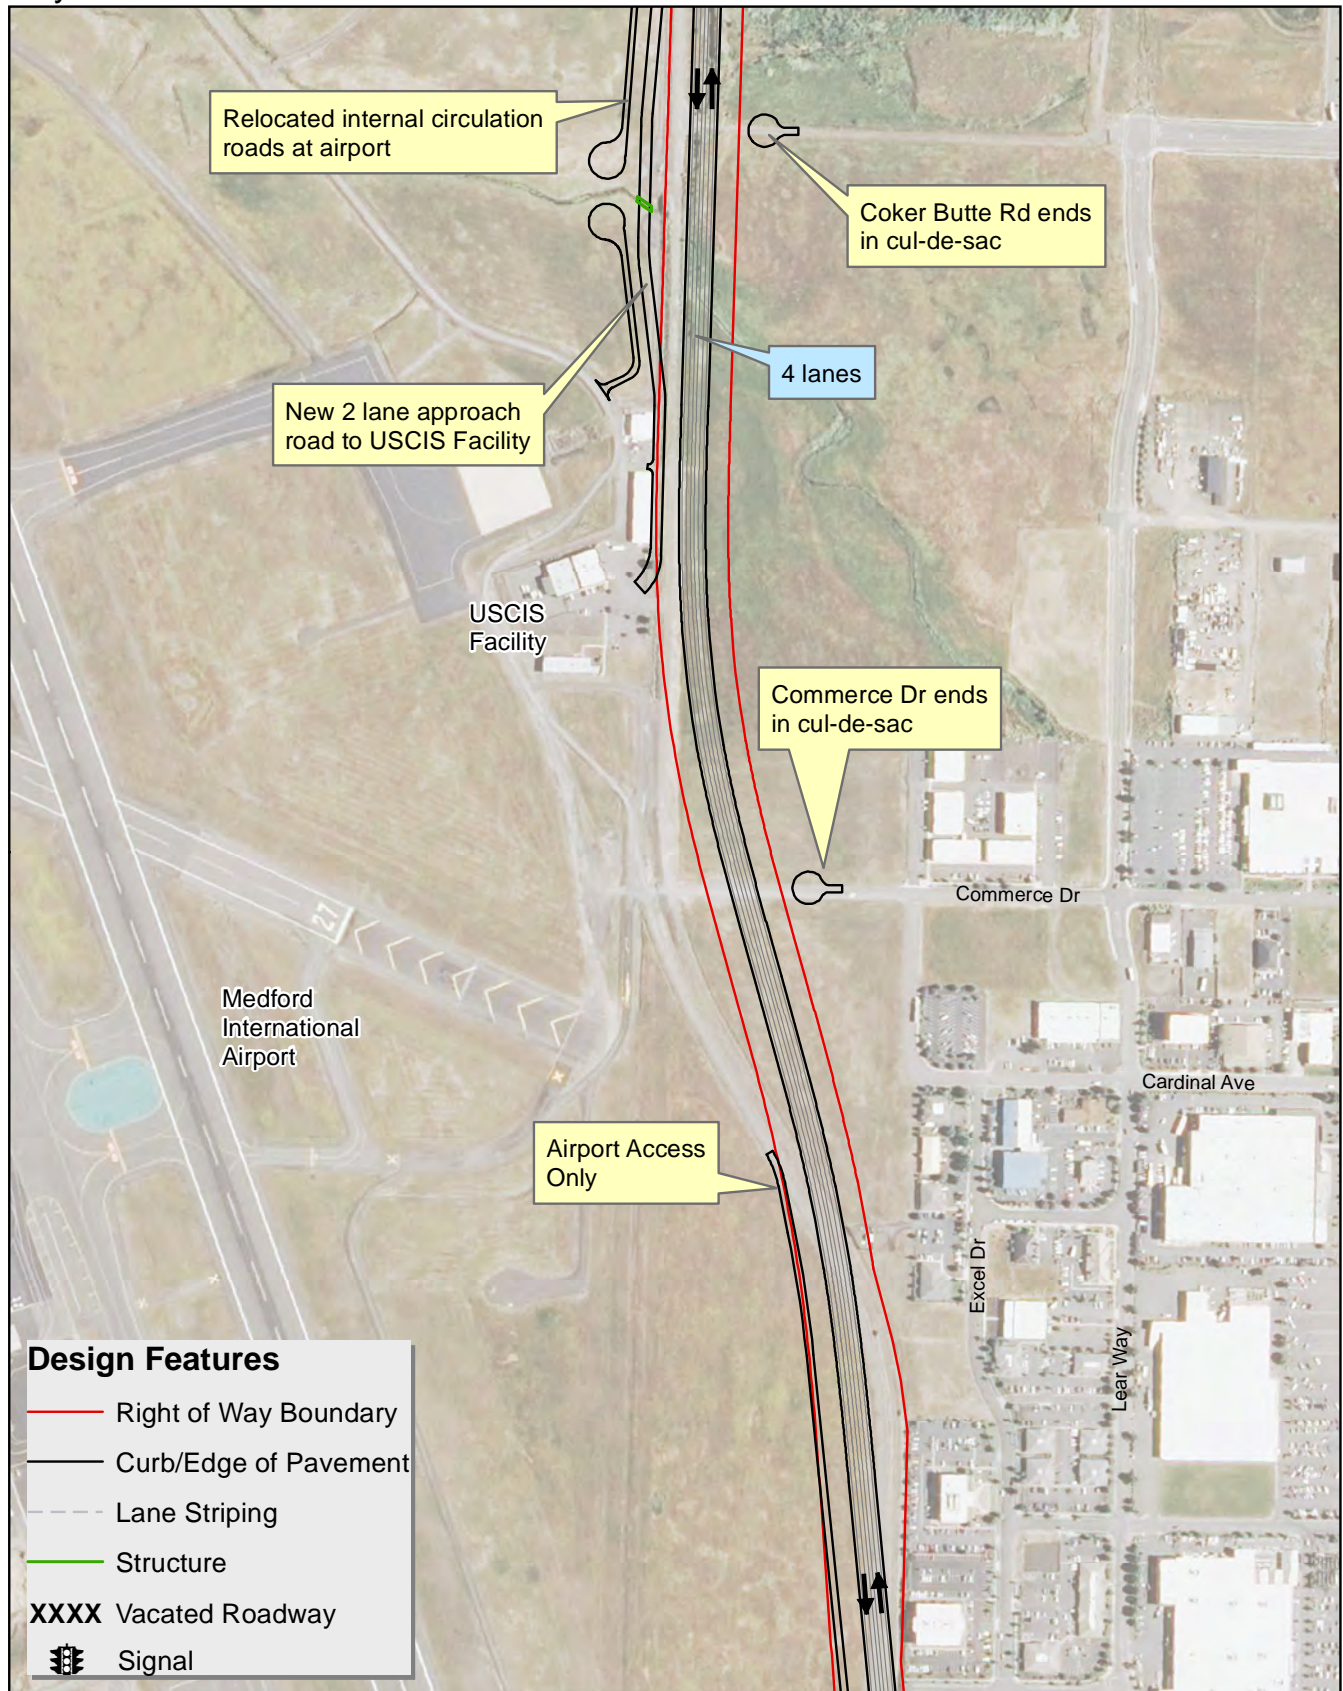 Relocated internal circulation
roads at airport
Coker Butte Rd ends
in cul-de-sac
4 lanes
New 2 lane approach
road to USCIS Facility
USCIS
Facility
Commerce Dr ends
in cul-de-sac
Commerce Dr
27
Medford
International
Airport
Cardinal Ave
Airport Access
Only
Excel Dr
Lear Way
Design Features
Right of Way Boundary
Curb/Edge of Pavement
Lane Striping
Structure
XXXX Vacated Roadway
Signal